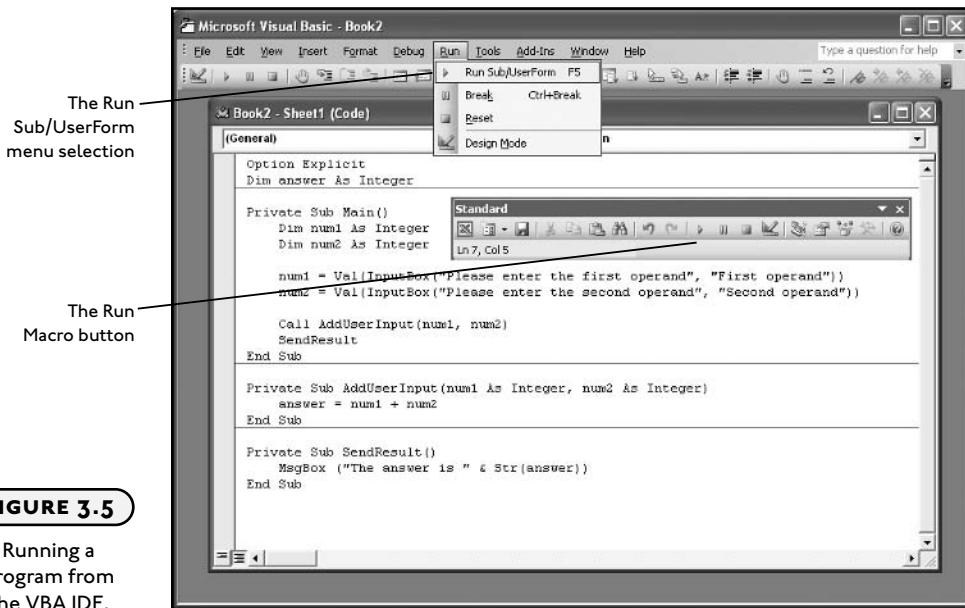 Microsoft Visual Basic - Book2
File Edit View Insert Format Debug Run Tools Add-Ins Window Help
Type a question for help
Run Sub/UserForm F5
Break Ctrl+Break
Reset
Design Mode
The Run
Sub/UserForm
menu selection
Book2 - Sheet1 (Code)
(General)
Option Explicit
Dim answer As Integer
Private Sub Main()
Dim num1 As Integer
Dim num2 As Integer
Standard
Ln 7, Col 5
num1 = Val(InputBox("Please enter the first operand", "First operand"))
num2 = Val(InputBox("Please enter the second operand", "Second operand"))
The Run
Macro button
Call AddUserInput(num1, num2)
SendResult
End Sub
Private Sub AddUserInput(num1 As Integer, num2 As Integer)
answer = num1 + num2
End Sub
Private Sub SendResult()
MsgBox ("The answer is " & Str(answer))
End Sub
IGURE 3.5
Running a
rogram from
he VBA IDE.